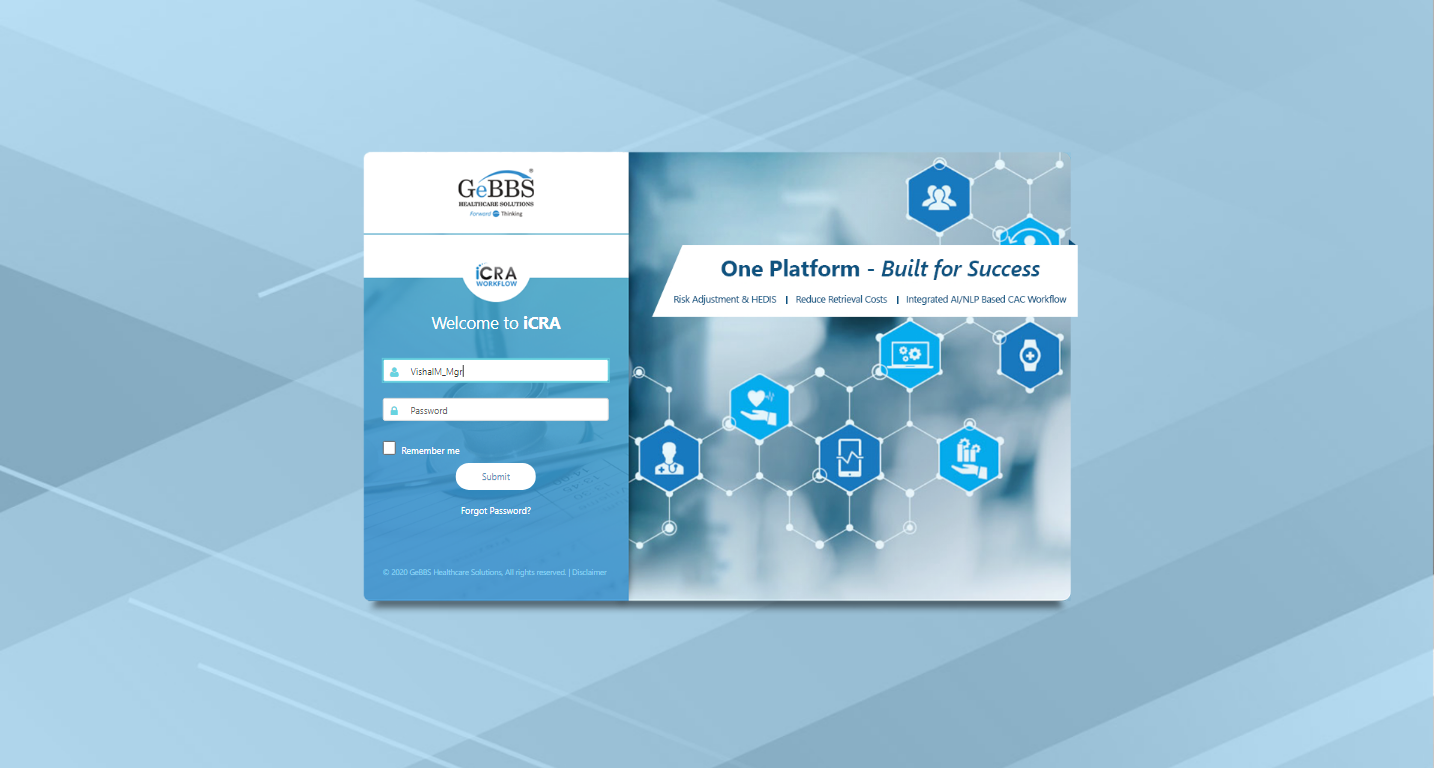 GeBBS®
HEALTHCARE SOLUTIONS
Forward Thinking
iCRA
WORKFLOW
Welcome to iCRA
VishalM_Mgr
Password
Remember me
Submit
Forgot Password?
© 2020 GeBBS Healthcare Solutions, All rights reserved. | Disclaimer
One Platform - Built for Success
Risk Adjustment & HEDIS | Reduce Retrieval Costs | Integrated AI/NLP Based CAC Workflow